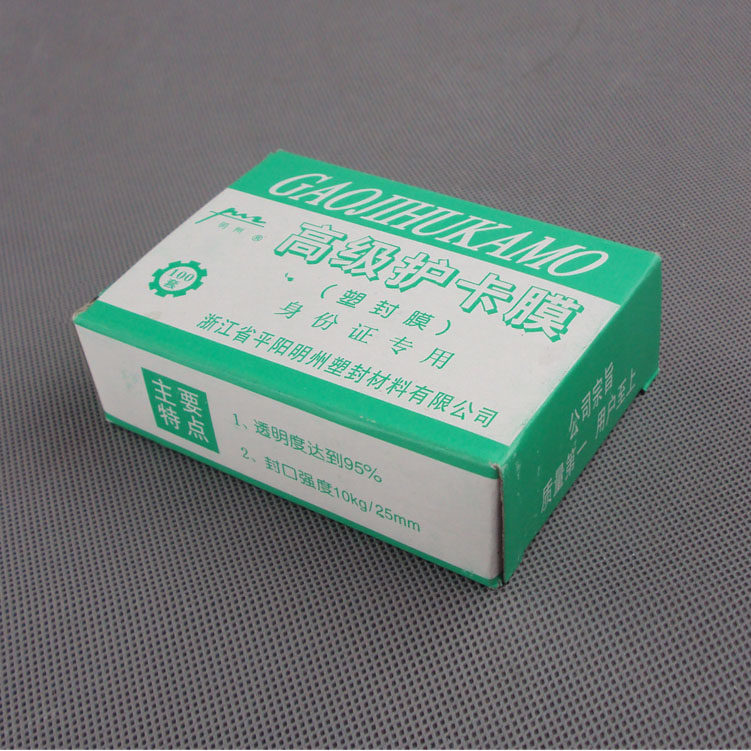 GAOJIHUKAMO
明州®
高级护卡膜
100
套
(塑封膜)
身份证专用
浙江省平阳明州塑封材料有限公司
主要
特点
1、透明度达到95%
2、封口强度10kg/25mm
公司宗旨
质量第一 用户至上